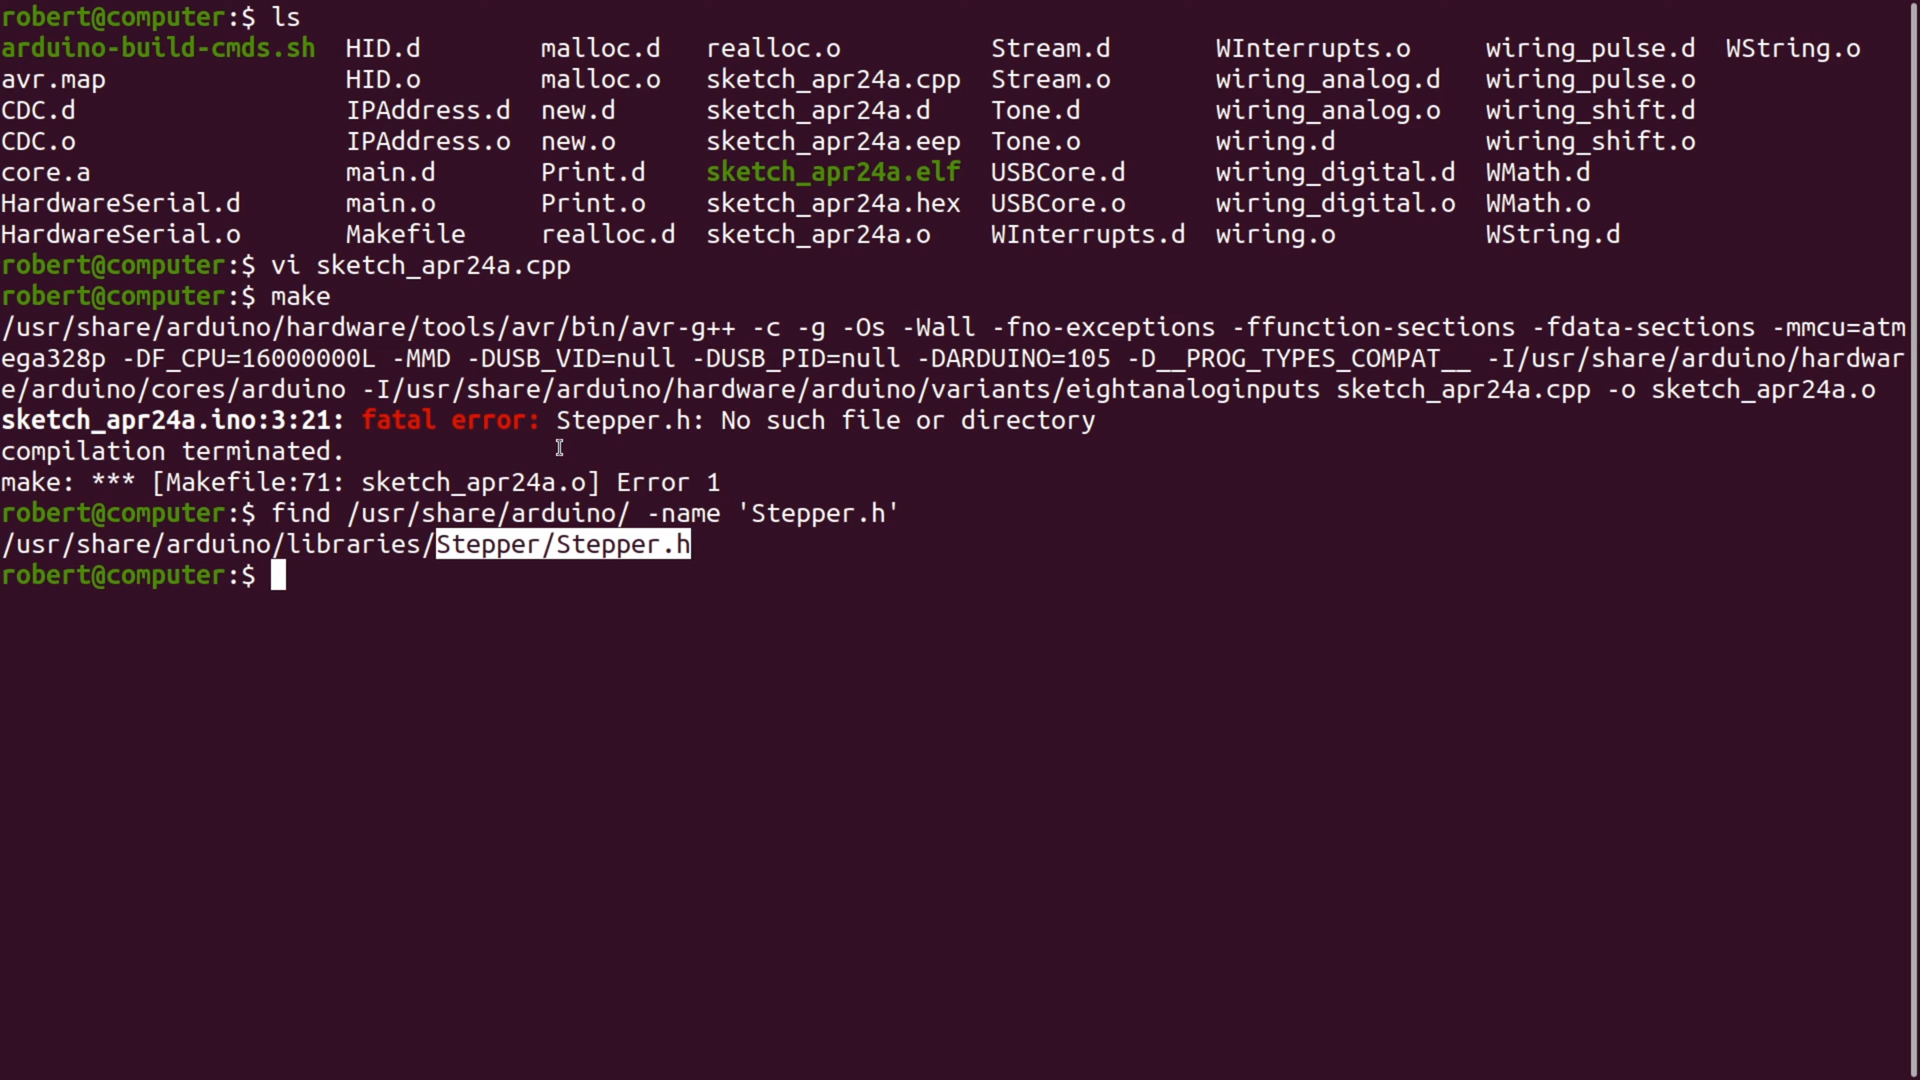 robert@computer:$ ls
arduino-build-cmds.sh  HID.d        malloc.d   realloc.o           Stream.d       WInterrupts.o     wiring_pulse.d  WString.o
avr.map                HID.o        malloc.o   sketch_apr24a.cpp   Stream.o       wiring_analog.d   wiring_pulse.o
CDC.d                  IPAddress.d  new.d      sketch_apr24a.d     Tone.d         wiring_analog.o   wiring_shift.d
CDC.o                  IPAddress.o  new.o      sketch_apr24a.eep   Tone.o         wiring.d          wiring_shift.o
core.a                 main.d       Print.d    sketch_apr24a.elf   USBCore.d      wiring_digital.d  WMath.d
HardwareSerial.d       main.o       Print.o    sketch_apr24a.hex   USBCore.o      wiring_digital.o  WMath.o
HardwareSerial.o       Makefile     realloc.d  sketch_apr24a.o     WInterrupts.d  wiring.o          WString.d
robert@computer:$ vi sketch_apr24a.cpp
robert@computer:$ make
/usr/share/arduino/hardware/tools/avr/bin/avr-g++ -c -g -Os -Wall -fno-exceptions -ffunction-sections -fdata-sections -mmcu=atm
ega328p -DF_CPU=16000000L -MMD -DUSB_VID=null -DUSB_PID=null -DARDUINO=105 -D__PROG_TYPES_COMPAT__ -I/usr/share/arduino/hardwar
e/arduino/cores/arduino -I/usr/share/arduino/hardware/arduino/variants/eightanaloginputs sketch_apr24a.cpp -o sketch_apr24a.o
sketch_apr24a.ino:3:21: fatal error: Stepper.h: No such file or directory
compilation terminated.
make: *** [Makefile:71: sketch_apr24a.o] Error 1
robert@computer:$ find /usr/share/arduino/ -name 'Stepper.h'
/usr/share/arduino/libraries/Stepper/Stepper.h
robert@computer:$